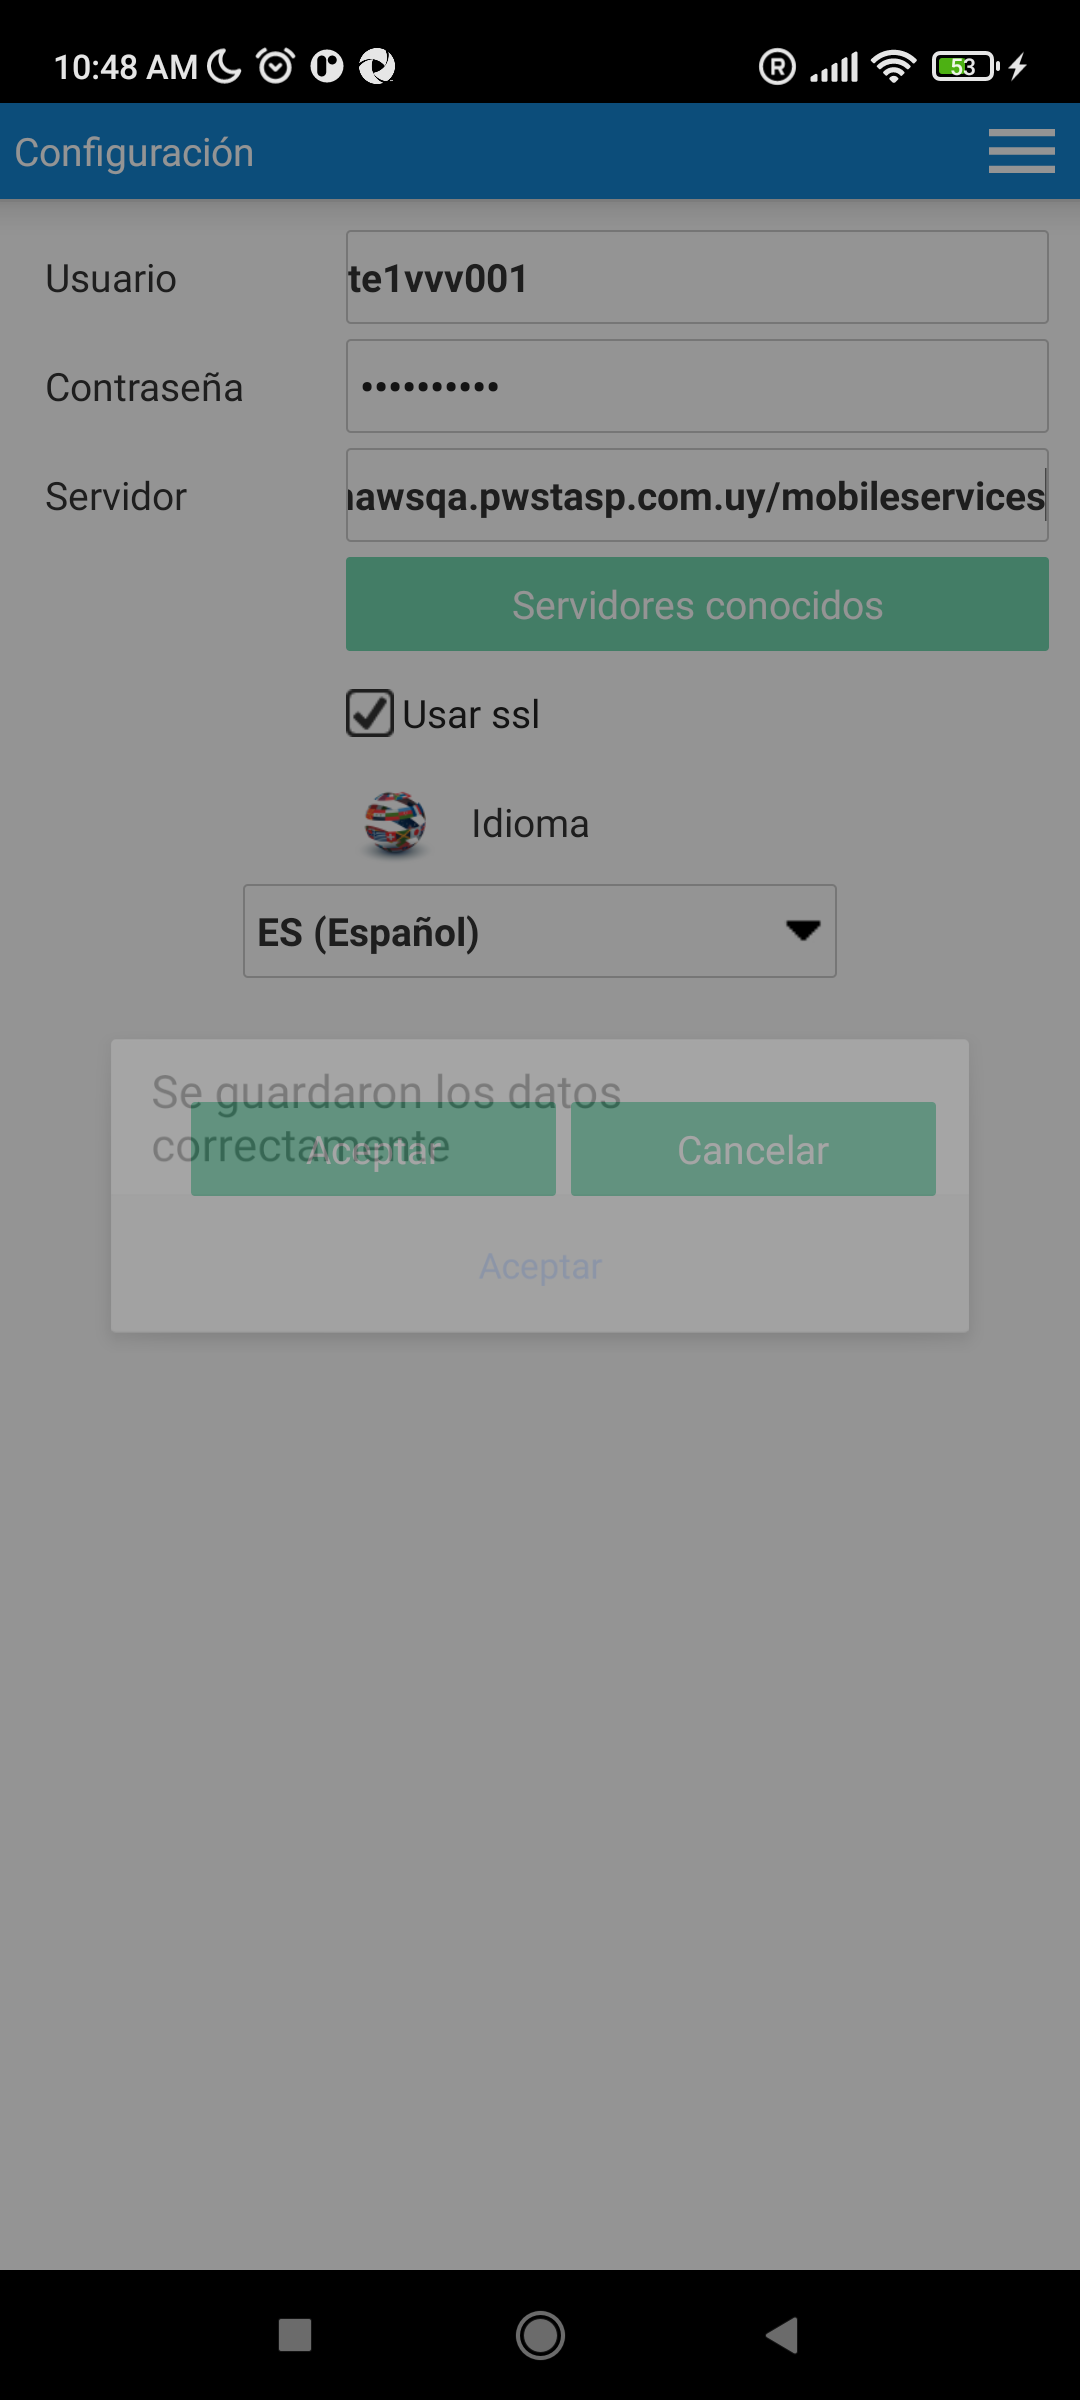 10:48 AM
53
Configuración
Usuario
te1vvv001
Contraseña
••••••••••
Servidor
awsqa.pwstasp.com.uy/mobileservices
Servidores conocidos
Usar ssl
Idioma
ES (Español)
Se guardaron los datos
correctamente
Aceptar
Cancelar
Aceptar